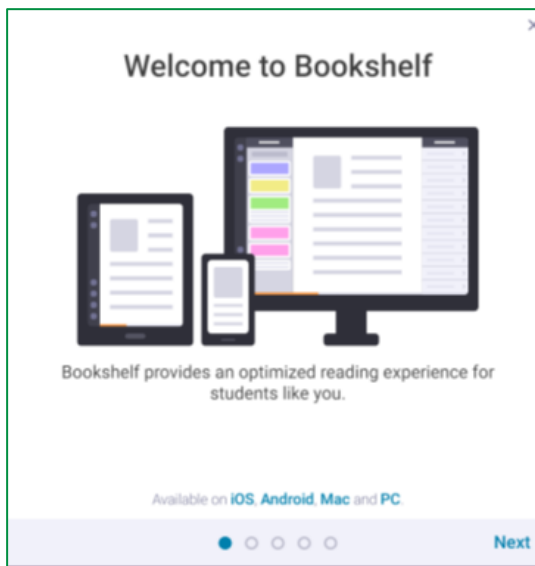 Welcome to Bookshelf
Bookshelf provides an optimized reading experience for
students like you.
Available on iOS, Android, Mac and PC.
Next